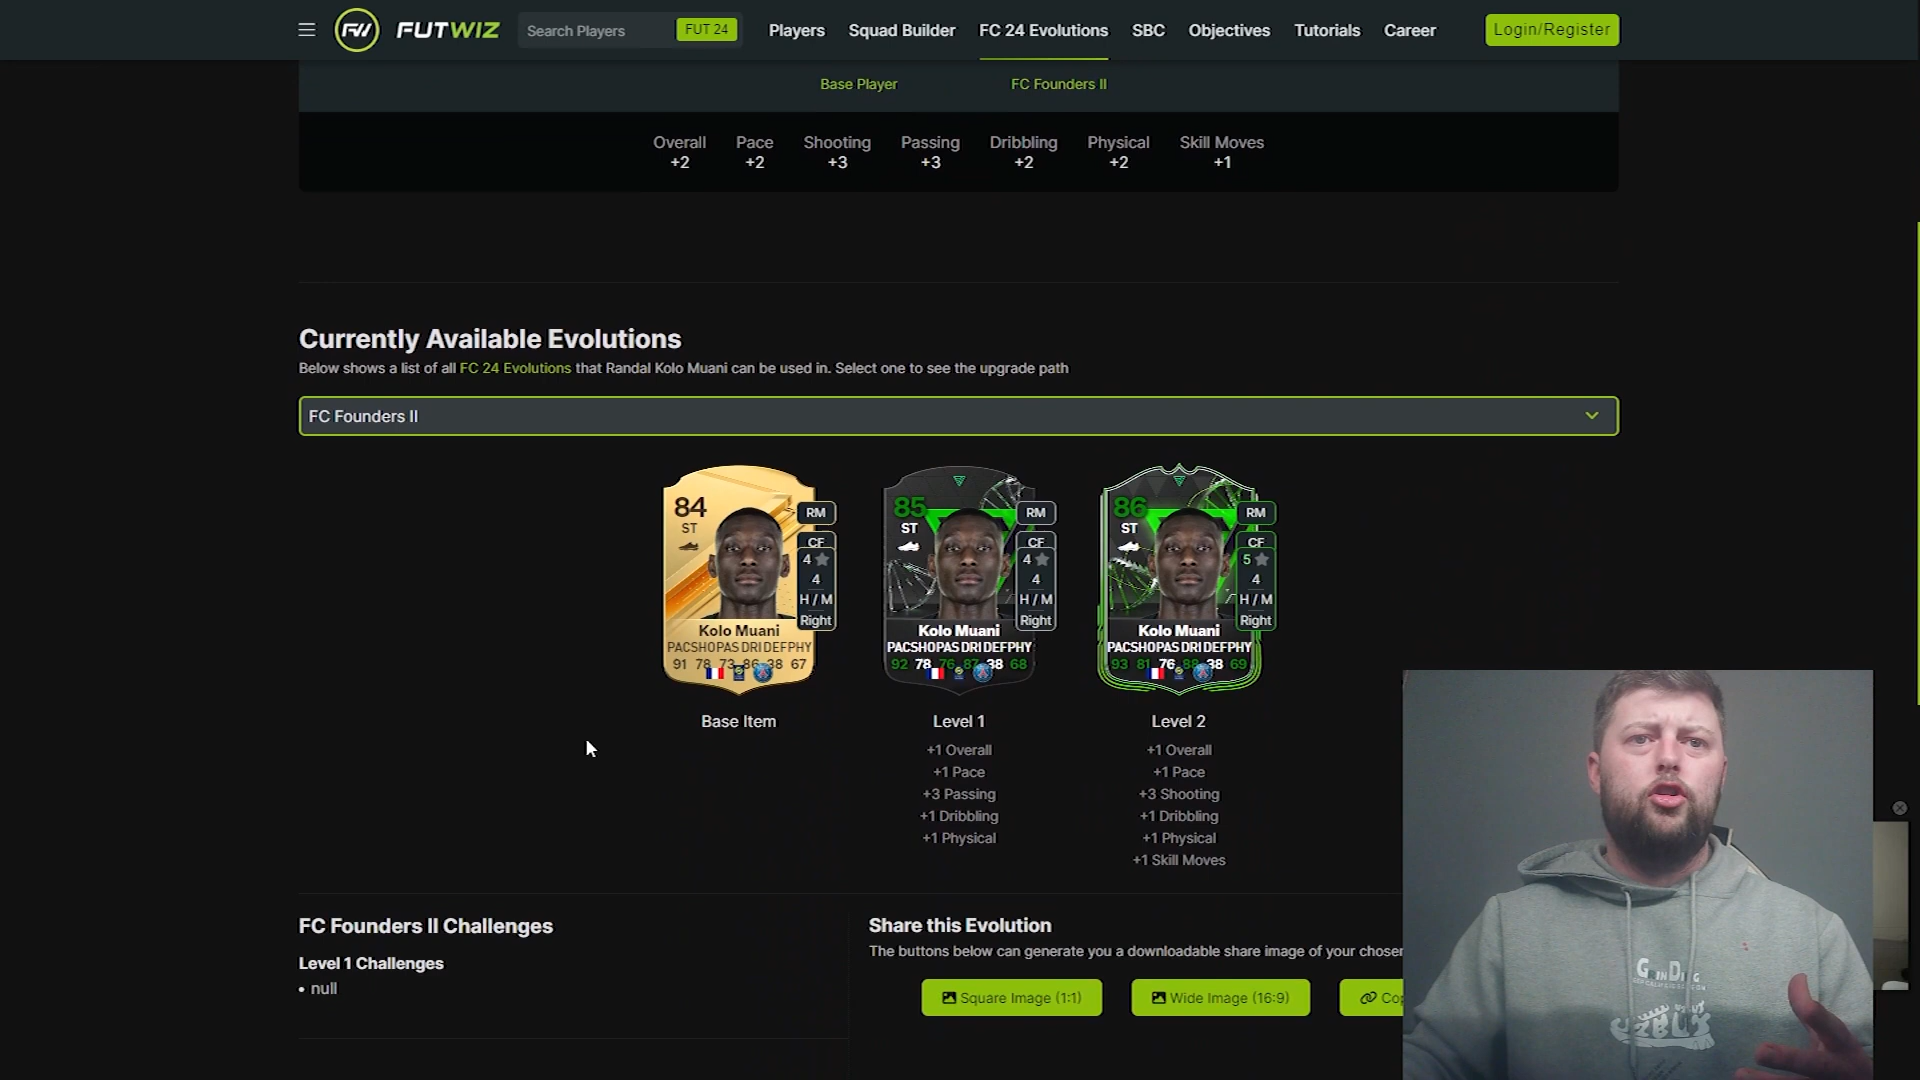 FUTWIZ
Search Players
FUT 24
Players
Squad Builder
FC 24 Evolutions
SBC
Objectives
Tutorials
Career
Login/Register
Base Player
FC Founders II
Overall Pace Shooting Passing Dribbling Physical Skill Moves
+2 +2 +3 +3 +2 +2 +1
Currently Available Evolutions
Below shows a list of all FC 24 Evolutions that Randal Kolo Muani can be used in. Select one to see the upgrade path
FC Founders II
84
ST
RM
CF
4
4
H / M
Right
Kolo Muani
PAC SHO PAS DRI DEF PHY
91 78 73 86 38 67
85
ST
RM
CF
4
4
H / M
Right
Kolo Muani
PAC SHO PAS DRI DEF PHY
92 78 76 87 38 68
86
ST
RM
CF
5
4
H / M
Right
Kolo Muani
PAC SHO PAS DRI DEF PHY
93 81 76 88 38 69
Base Item
Level 1
+1 Overall
+1 Pace
+3 Passing
+1 Dribbling
+1 Physical
Level 2
+1 Overall
+1 Pace
+3 Shooting
+1 Dribbling
+1 Physical
+1 Skill Moves
FC Founders II Challenges
Level 1 Challenges
• null
Share this Evolution
The buttons below can generate you a downloadable share image of your choser
Square Image (1:1)
Wide Image (16:9)